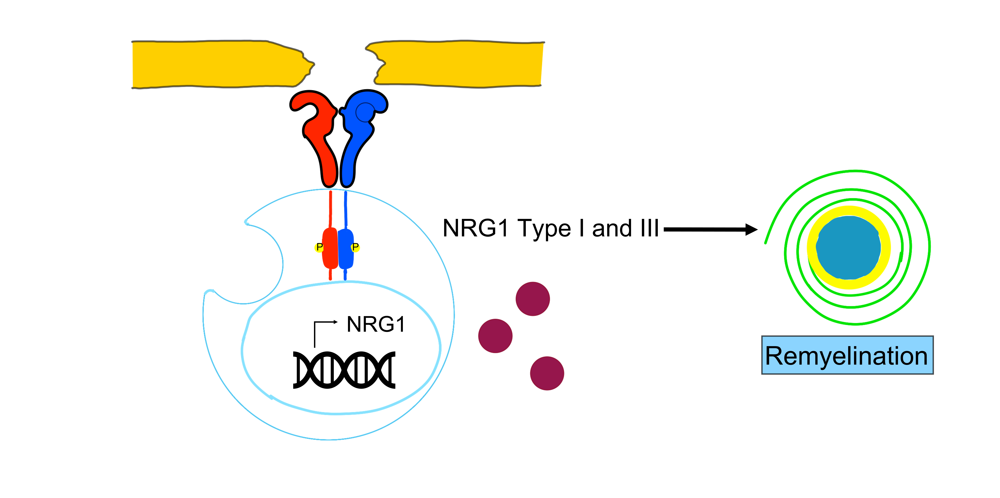 NRG1 Type I and III
P
P
NRG1
Remyelination